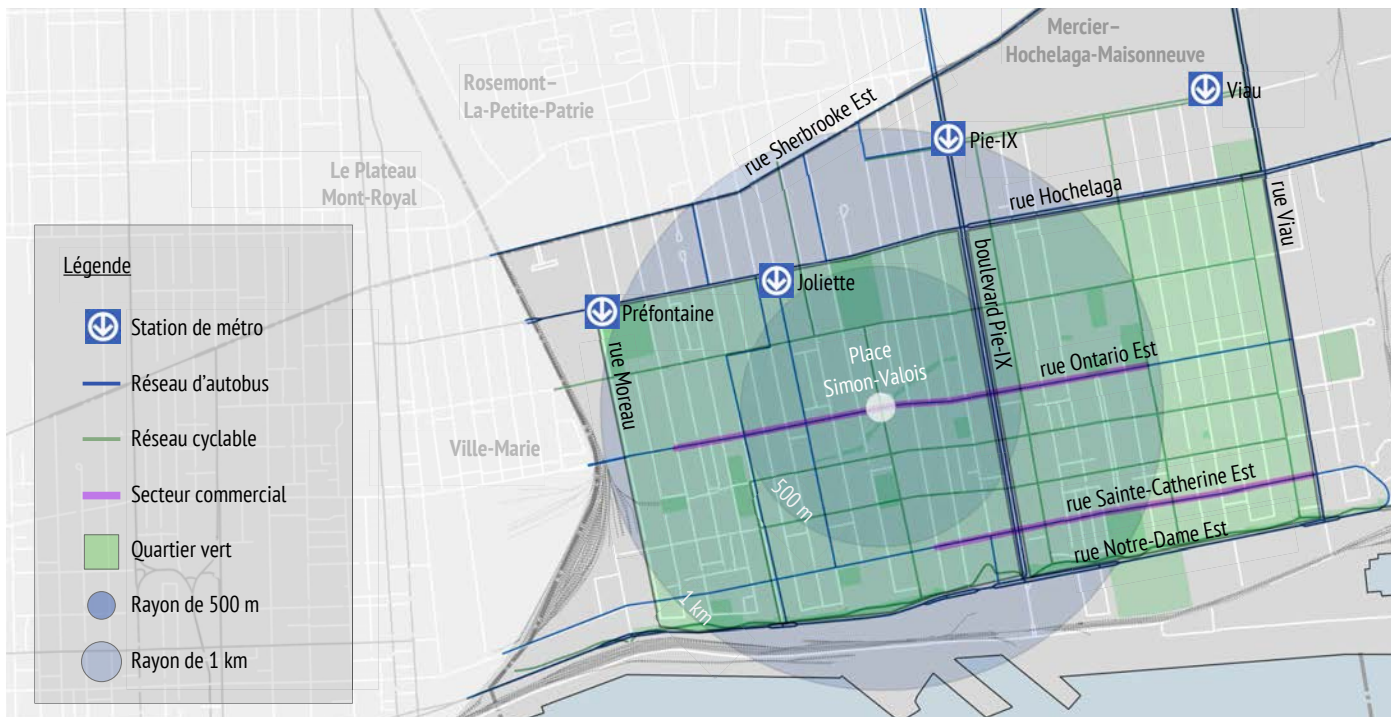 Mercier–
Hochelaga-Maisonneuve
Rosemont–
La-Petite-Patrie
Viau
rue Sherbrooke Est
Pie-IX
Le Plateau
Mont-Royal
rue Hochelaga
rue Viau
Légende
boulevard Pie-IX
Joliette
Station de métro
Préfontaine
rue Moreau
Place
Simon-Valois
rue Ontario Est
Réseau d'autobus
Réseau cyclable
Ville-Marie
Secteur commercial
500 m
rue Sainte-Catherine Est
rue Notre-Dame Est
Quartier vert
Rayon de 500 m
1 km
Rayon de 1 km